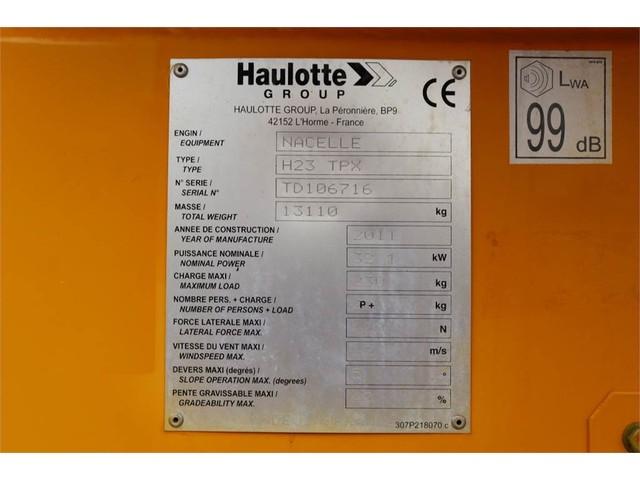 Haulotte
GROUP
CE
HAULOTTE GROUP, La Péronnière, BP9
42152 L'Horme - France
ENGIN /
EQUIPMENT
NACELLE
TYPE /
TYPE
H23 TPX
N° SERIE /
SERIAL N°
TD106716
MASSE /
TOTAL WEIGHT
13110 kg
ANNEE DE CONSTRUCTION /
YEAR OF MANUFACTURE
2011
PUISSANCE NOMINALE /
NOMINAL POWER
kW
CHARGE MAXI /
MAXIMUM LOAD
kg
NOMBRE PERS. + CHARGE /
NUMBER OF PERSONS + LOAD
P + kg
FORCE LATERALE MAXI /
LATERAL FORCE MAX.
N
VITESSE DU VENT MAXI /
WINDSPEED MAX.
m/s
DEVERS MAXI (degrés) /
SLOPE OPERATION MAX. (degrees)
°
PENTE GRAVISSABLE MAXI /
GRADEABILITY MAX.
%
307P218070 c
LWA
99 dB